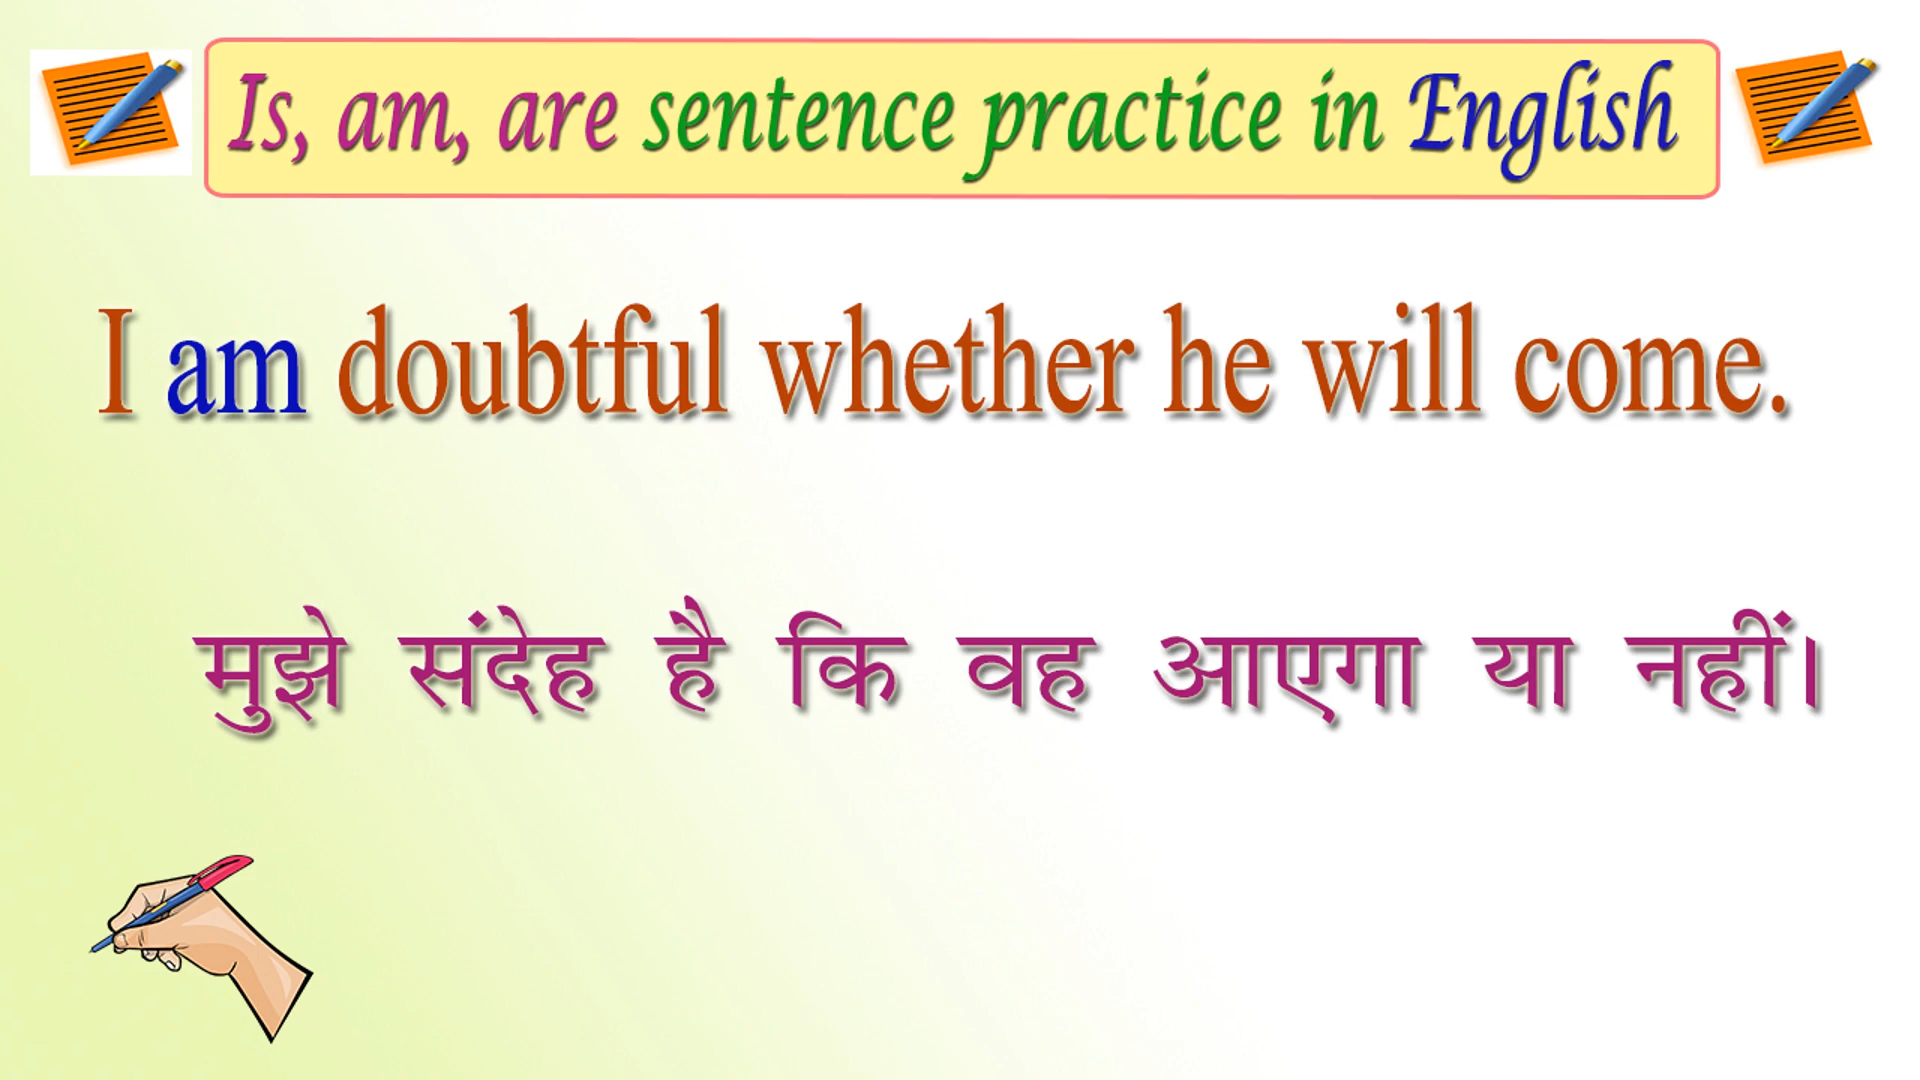 Is, am, are sentence practice in English
I am doubtful whether he will come.
मुझे संदेह है कि वह आएगा या नहीं।